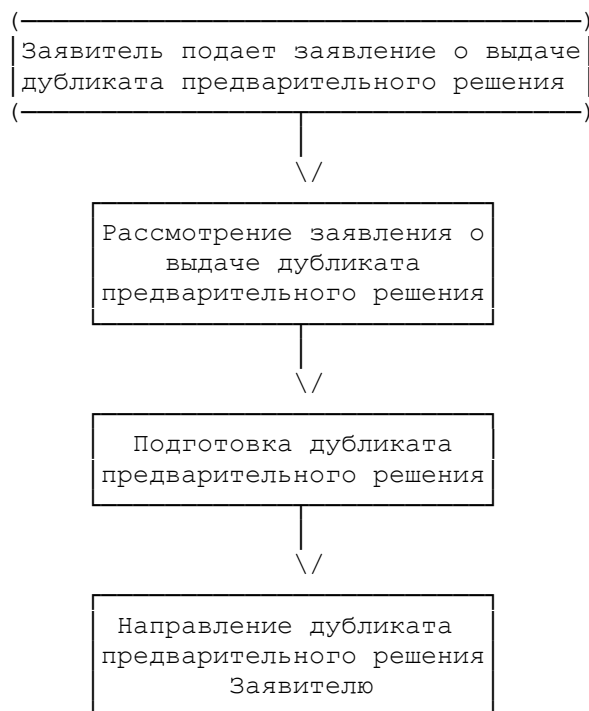 Заявитель подает заявление о выдаче
дубликата предварительного решения
Рассмотрение заявления о
выдаче дубликата
предварительного решения
Подготовка дубликата
предварительного решения
Направление дубликата
предварительного решения
Заявителю